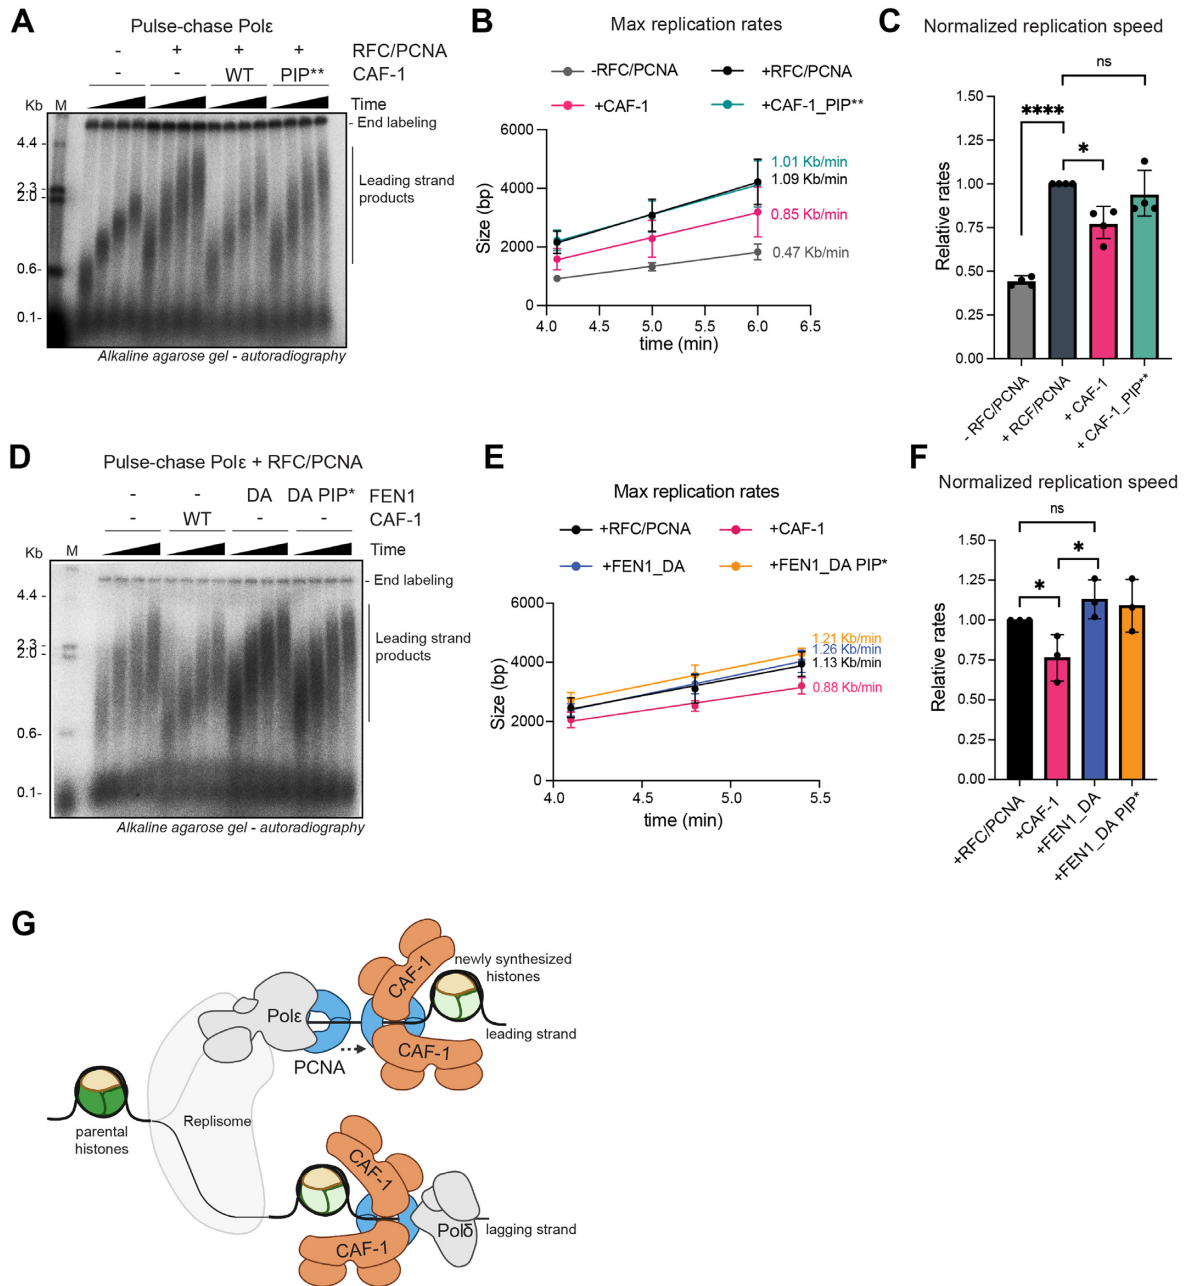 A
Pulse-chase Polε
- + + + RFC/PCNA
- - WT PIP** CAF-1
Kb M Time
End labeling
4.4
2.3
2.0
Leading strand
products
0.6
0.1
Alkaline agarose gel - autoradiography
B
Max replication rates
-RFC/PCNA +RFC/PCNA
+CAF-1 +CAF-1_PIP**
6000
4000
2000
0
Size (bp)
1.01 Kb/min
1.09 Kb/min
0.85 Kb/min
0.47 Kb/min
4.0 4.5 5.0 5.5 6.0 6.5
time (min)
C
Normalized replication speed
ns
****
*
1.50
1.25
1.00
0.75
0.50
0.25
0.00
Relative rates
- RFC/PCNA
+ RCF/PCNA
+ CAF-1
+ CAF-1_PIP**
D
Pulse-chase Polε + RFC/PCNA
- - DA DA PIP* FEN1
- WT - - CAF-1
Kb M Time
End labeling
4.4
2.3
2.0
Leading strand
products
0.6
0.1
Alkaline agarose gel - autoradiography
E
Max replication rates
+RFC/PCNA +CAF-1
+FEN1_DA +FEN1_DA PIP*
6000
4000
2000
0
Size (bp)
1.21 Kb/min
1.26 Kb/min
1.13 Kb/min
0.88 Kb/min
4.0 4.5 5.0 5.5
time (min)
F
Normalized replication speed
ns
*
*
1.50
1.25
1.00
0.75
0.50
0.25
0.00
Relative rates
+RFC/PCNA
+CAF-1
+FEN1_DA
+FEN1_DA PIP*
G
CAF-1
newly synthesized
histones
Polε
leading strand
CAF-1
PCNA
Replisome
parental
histones
CAF-1
Polδ
lagging strand
CAF-1